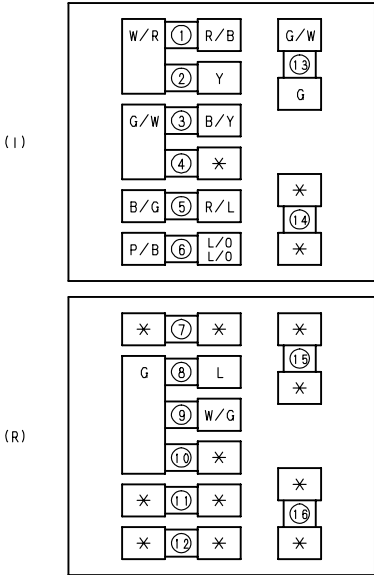 W/R ① R/B G/W
② Y ⑬
G
G/W ③ B/Y
(I)
④ *
*
B/G ⑤ R/L ⑭
P/B ⑥ L/O *
L/O
* ⑦ * *
⑮
G ⑧ L *
⑨ W/G
(R)
⑩ *
*
* ⑪ * ⑯
* ⑫ * *